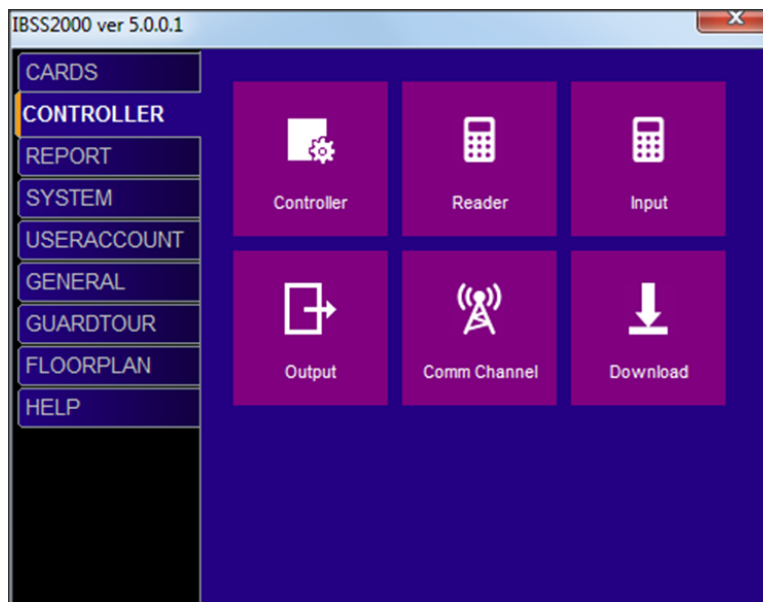 IBSS2000 ver 5.0.0.1
CARDS
CONTROLLER
REPORT
SYSTEM
USERACCOUNT
GENERAL
GUARDTOUR
FLOORPLAN
HELP
Controller
Reader
Input
Output
Comm Channel
Download